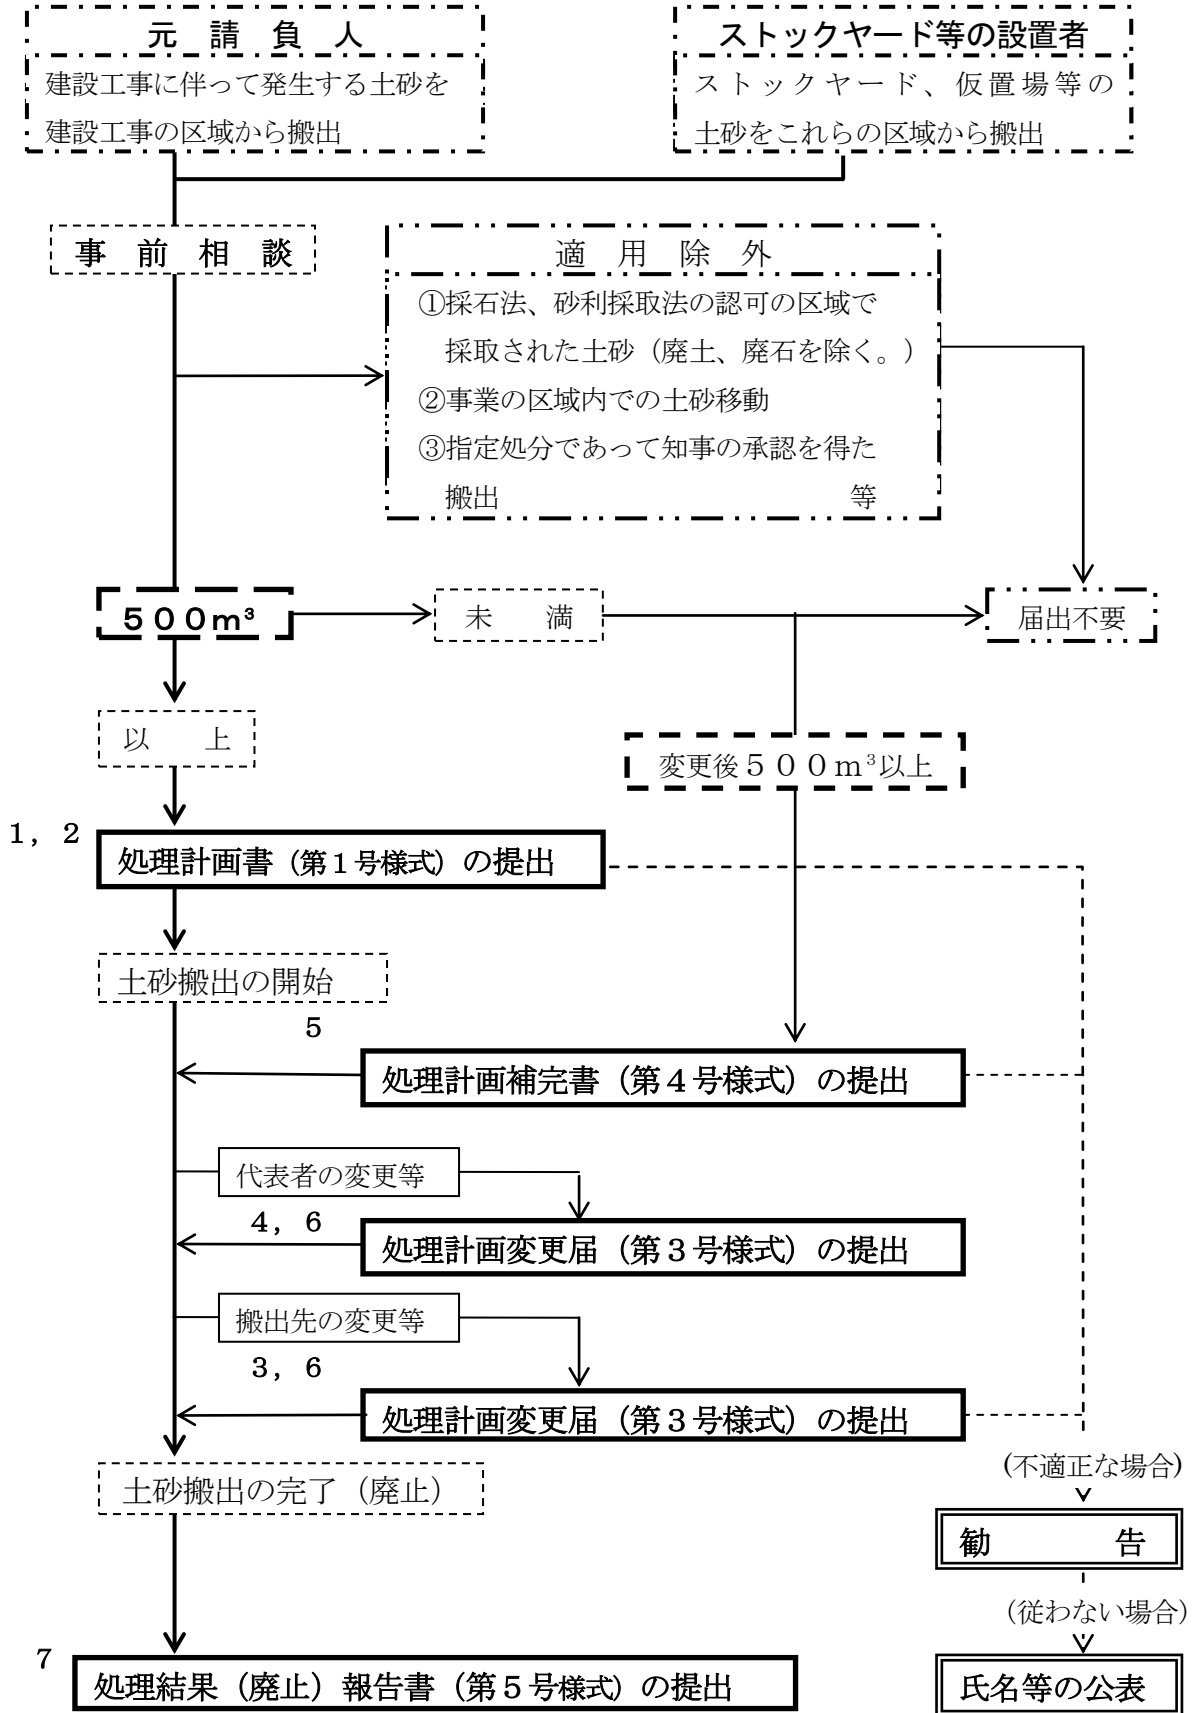 元　請　負　人
建設工事に伴って発生する土砂を
建設工事の区域から搬出
ストックヤード等の設置者
ストックヤード、仮置場等の
土砂をこれらの区域から搬出
事　前　相　談
適　用　除　外
①採石法、砂利採取法の認可の区域で
採取された土砂（廃土、廃石を除く。）
②事業の区域内での土砂移動
③指定処分であって知事の承認を得た
搬出　　　　　　　　　　　　　等
５００ｍ³
未　　満
届出不要
以　　上
変更後５００ｍ³以上
１，２
処理計画書（第１号様式）の提出
土砂搬出の開始
５
処理計画補完書（第４号様式）の提出
代表者の変更等
４，６
処理計画変更届（第３号様式）の提出
搬出先の変更等
３，６
処理計画変更届（第３号様式）の提出
(不適正な場合)
土砂搬出の完了（廃止）
勧　　　　告
（従わない場合）
７
処理結果（廃止）報告書（第５号様式）の提出
氏名等の公表